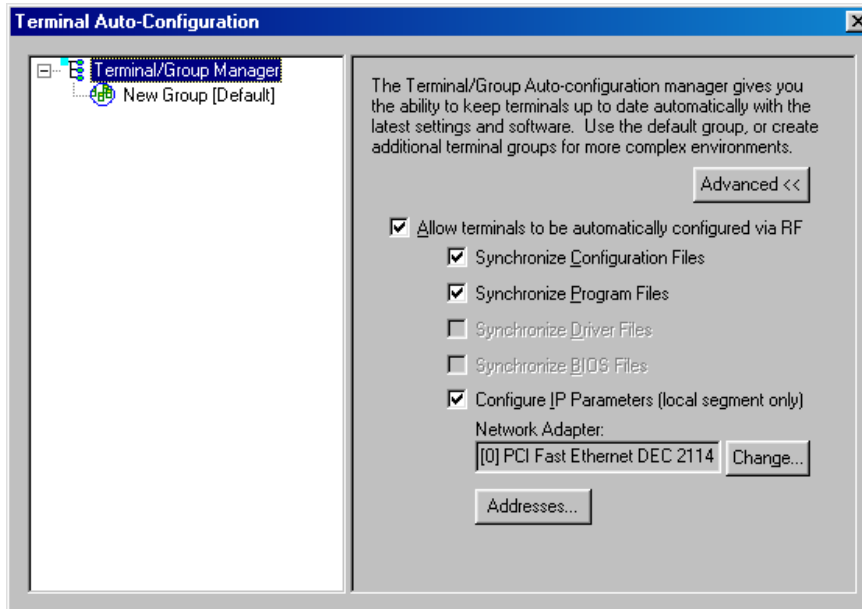 Terminal Auto-Configuration
Terminal/Group Manager
New Group [Default]
The Terminal/Group Auto-configuration manager gives you
the ability to keep terminals up to date automatically with the
latest settings and software. Use the default group, or create
additional terminal groups for more complex environments.
Advanced <<
Allow terminals to be automatically configured via RF
Synchronize Configuration Files
Synchronize Program Files
Synchronize Driver Files
Synchronize BIOS Files
Configure IP Parameters (local segment only)
Network Adapter:
[0] PCI Fast Ethernet DEC 2114
Change...
Addresses...